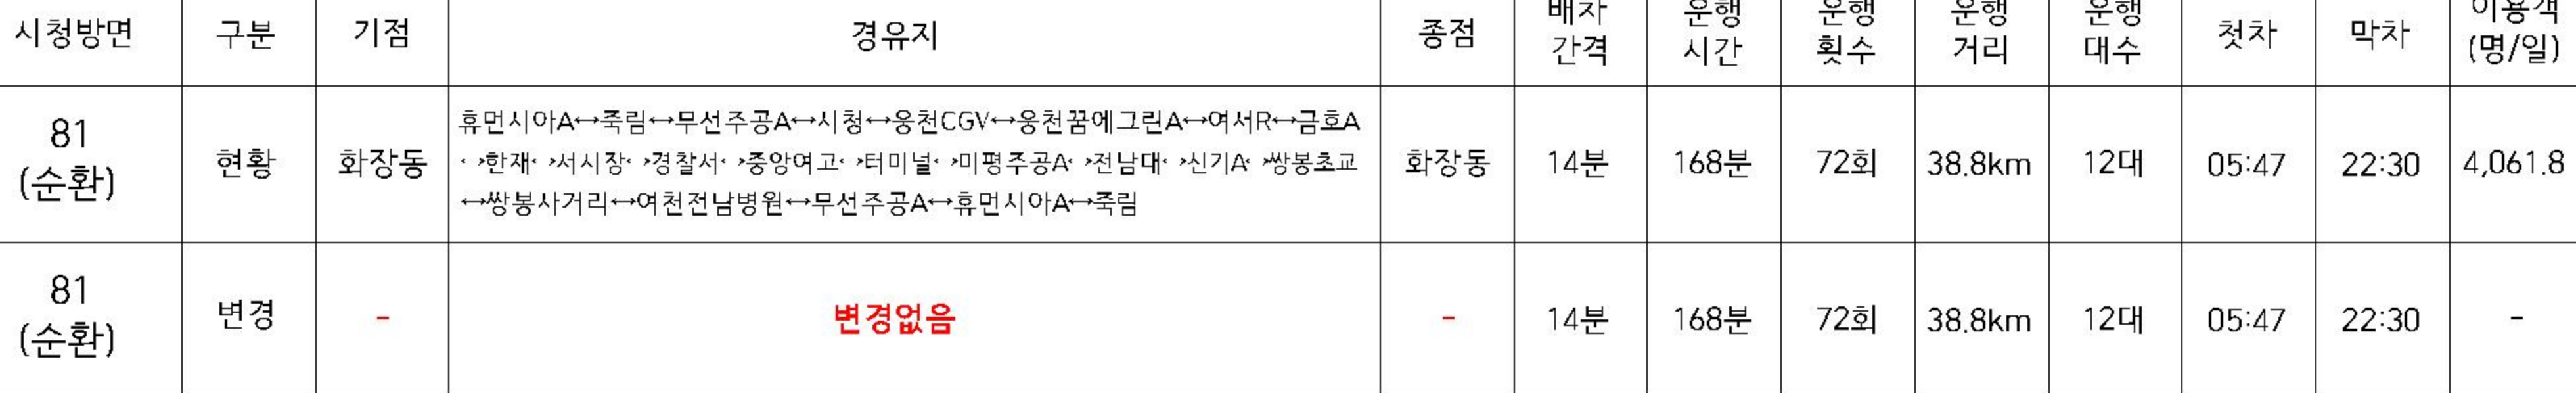 시청방면 구분 기점 경유지 종점 배차 간격 운행 시간 운행 횟수 운행 거리 운행 대수 첫차 막차 이용객 (명/일)
81 (순환) 현황 화장동
휴먼시아A↔죽림↔무선주공A↔시청↔웅천CGV↔웅천꿈에그린A↔여서R↔금호A
↔한재↔서시장↔경찰서↔중앙여고↔터미널↔미평주공A↔전남대↔신기A↔쌍봉초교
↔쌍봉사거리↔여천전남병원↔무선주공A↔휴먼시아A↔죽림
화장동 14분 168분 72회 38.8km 12대 05:47 22:30 4,061.8
81 (순환) 변경 - 변경없음 - 14분 168분 72회 38.8km 12대 05:47 22:30 -